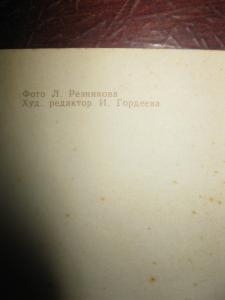 Фото Л. Резникова
Худ. редактор И. Гордеева